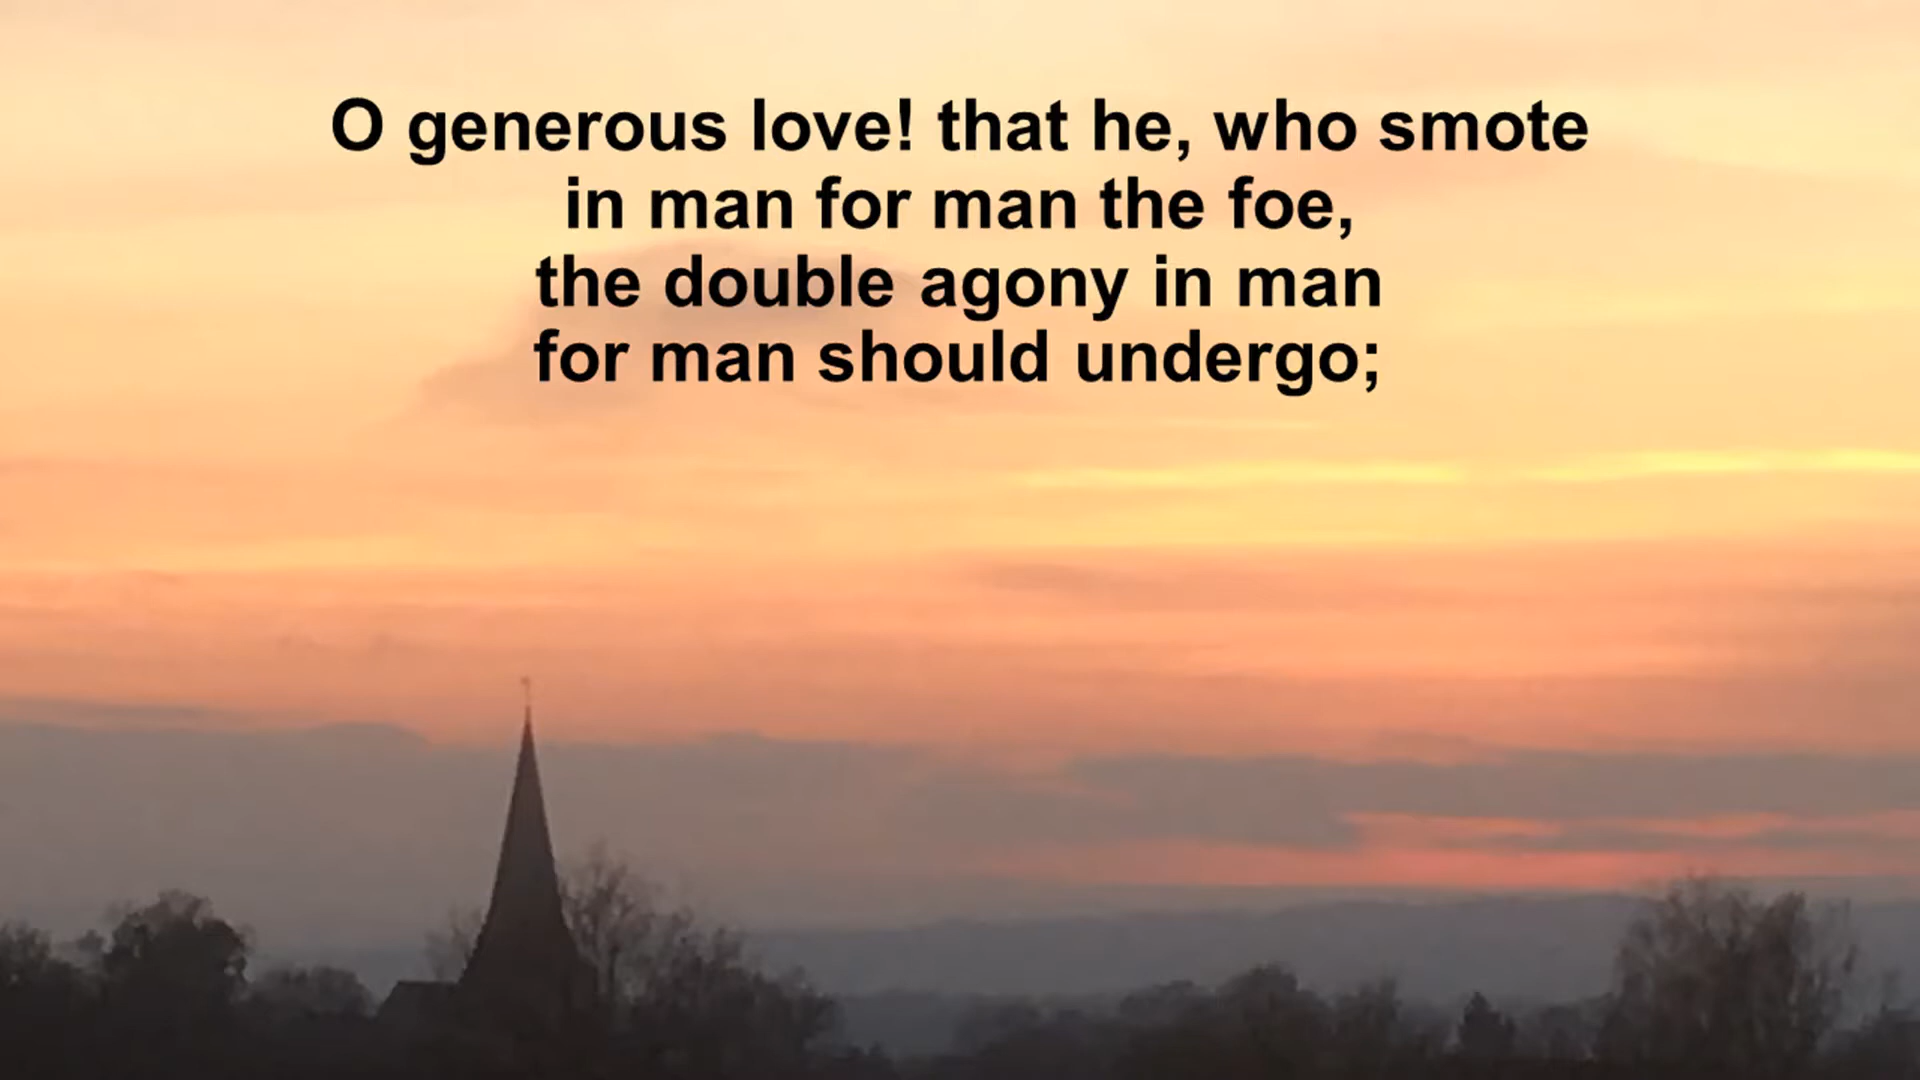 O generous love! that he, who smote
in man for man the foe,
the double agony in man
for man should undergo;